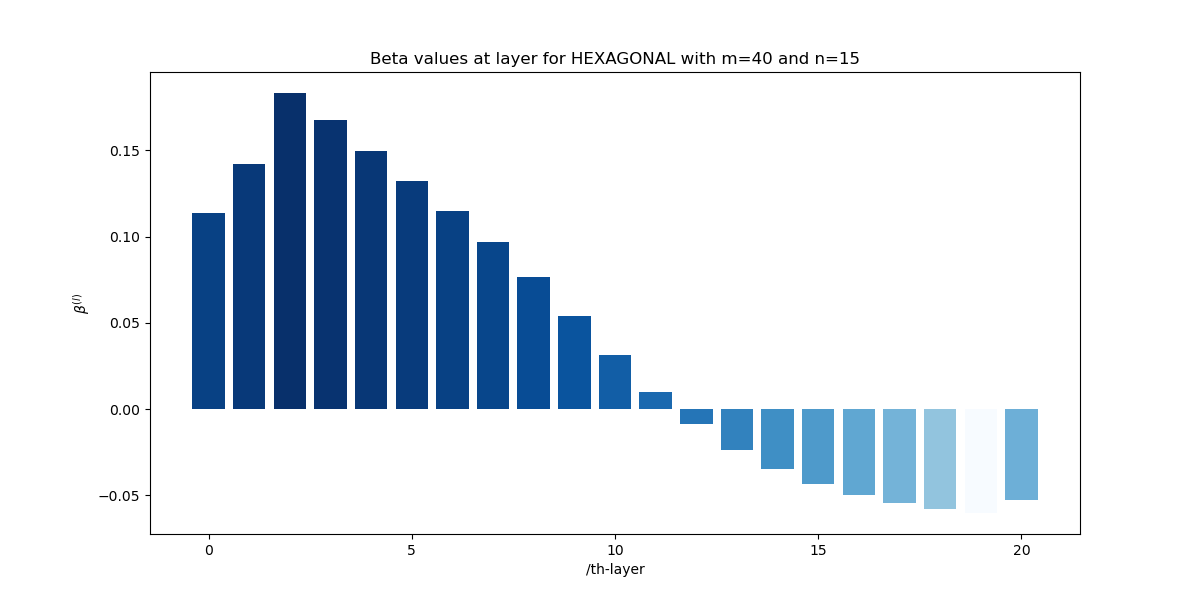 Beta values at layer for HEXAGONAL with m=40 and n=15
0.15
0.10
0.05
0.00
−0.05
β^(l)
0 5 10 15 20
/th-layer